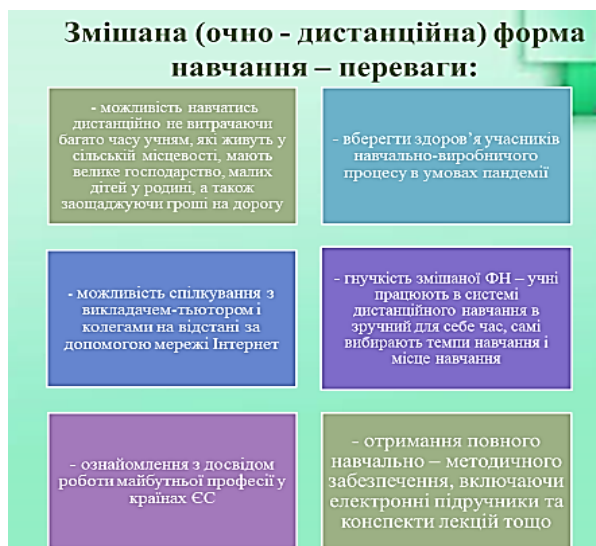 Змішана (очно - дистанційна) форма
навчання – переваги:
- можливість навчатись
дистанційно не витрачаючи
багато часу учням, які живуть у
сільській місцевості, мають
велике господарство, малих
дітей у родині, а також
заощаджуючи гроші на дорогу
- вберегти здоров’я учасників
навчально-виробничого
процесу в умовах пандемії
- можливість спілкування з
викладачем-тьютором і
колегами на відстані за
допомогою мережі Інтернет
- гнучкість змішаної ФН – учні
працюють в системі
дистанційного навчання в
зручний для себе час, самі
вибирають темпи навчання і
місце навчання
- ознайомлення з досвідом
роботи майбутньої професії у
країнах ЄС
- отримання повного
навчально – методичного
забезпечення, включаючи
електронні підручники та
конспекти лекцій тощо